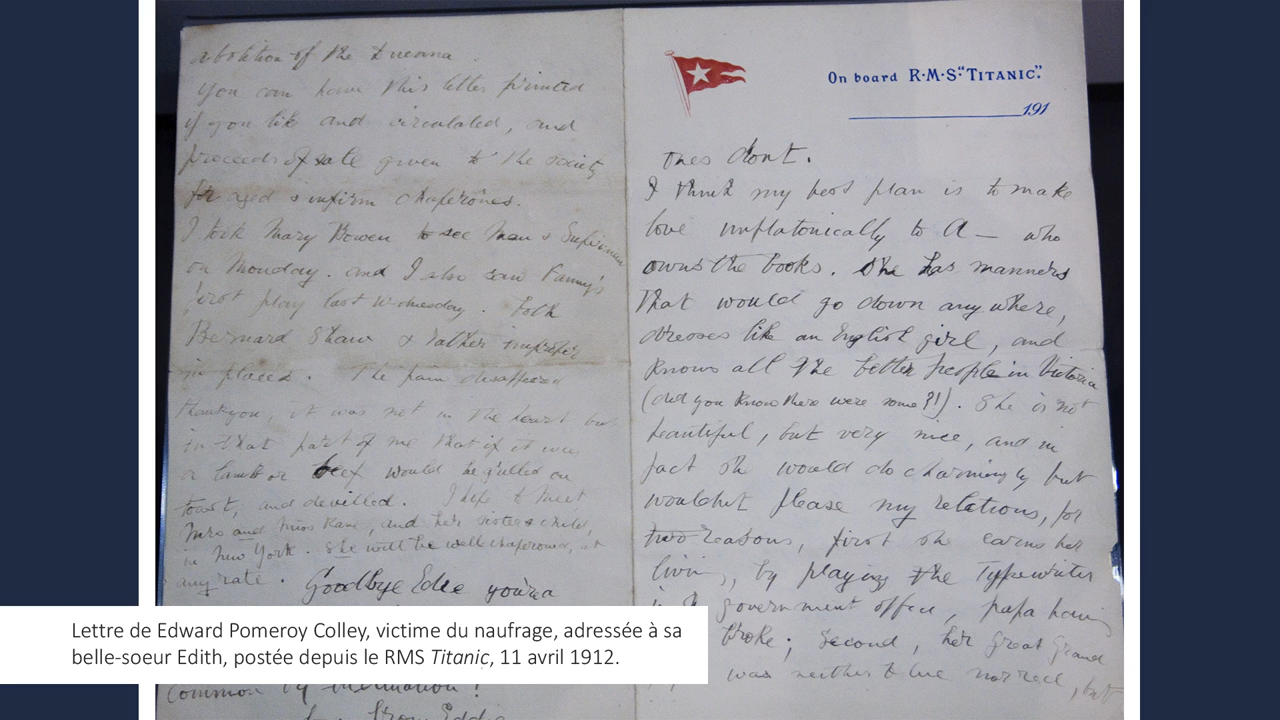 abolition of the Duenna.
You can have this letter printed
if you like and circulated, and
proceeds of sale given to the society
for aged & infirm chaperones.
I took Mary Bowen to see Man & Superman
on Monday. and I also saw Fanny's
first play last Wednesday. Both
Bernard Shaw & rather improper
in places. The pain disappeared
thankyou, it was not in the heart but
in that part of me that if it was
a lamb or beef would be grilled on
toast, and devilled. I hope to meet
Mrs and Miss Kane, and her sisters child,
in New York. She will be well chaperoned, at
any rate. Goodbye Edie you're a
common by
from Eddie
On board R·M·S "TITANIC".
191
ones dont.
I think my best plan is to make
love unplatonically to A— who
owns the books. She has manners
that would go down anywhere,
dresses like an English girl, and
knows all the better people in Victoria
(did you know there were some?!). She is not
beautiful, but very nice, and in
fact she would do charmingly but
wouldnt please my relations, for
two reasons, first she earns her
living, by playing the Typewriter
in a government office, papa having
broke; second, her great grand
was neither blue nor red, but
Lettre de Edward Pomeroy Colley, victime du naufrage, adressée à sa
belle-soeur Edith, postée depuis le RMS Titanic, 11 avril 1912.